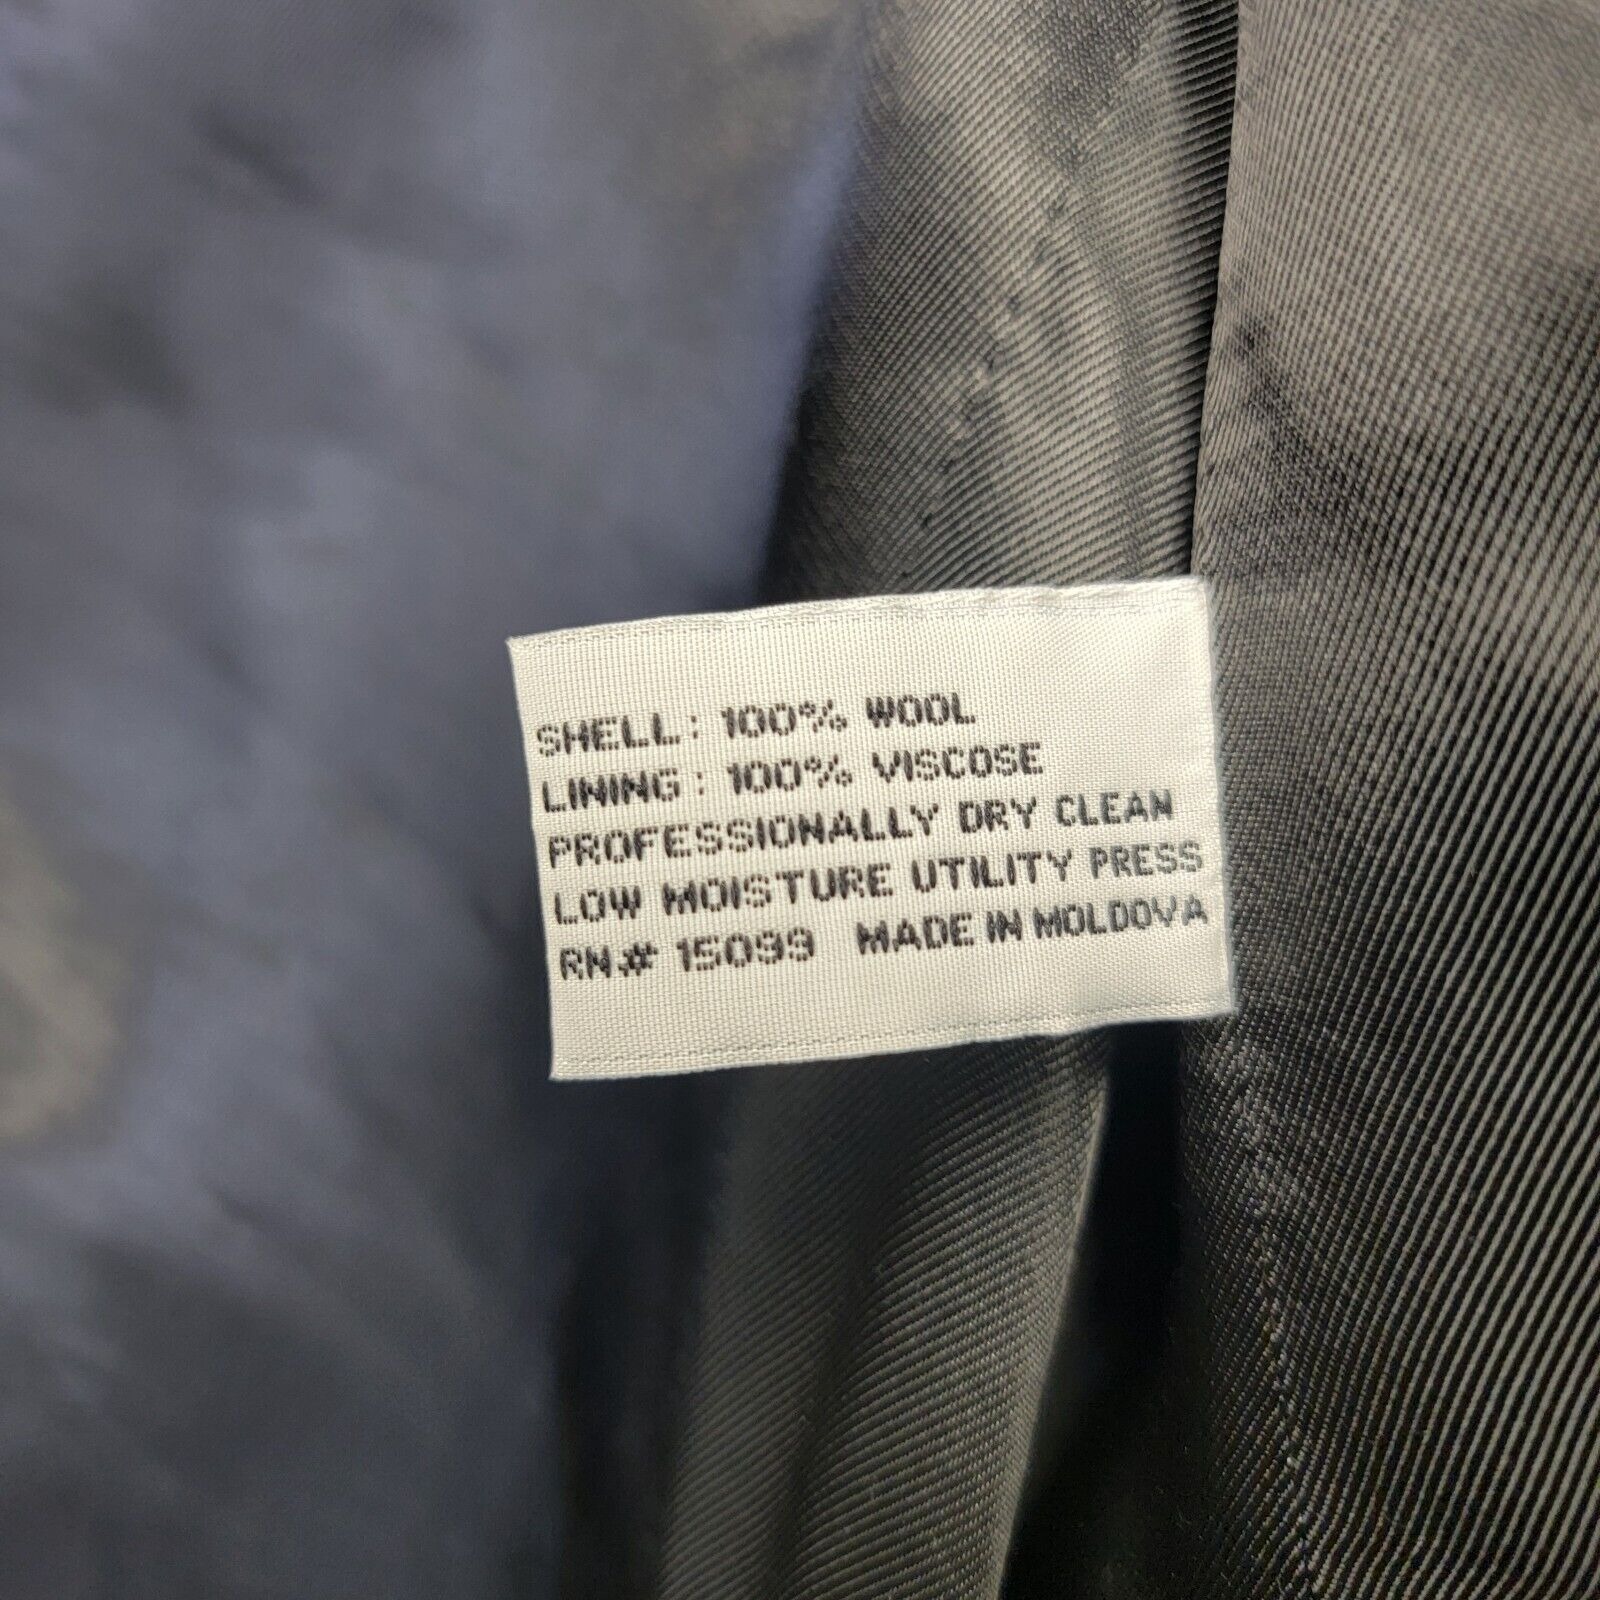 SHELL: 100% WOOL
LINING: 100% VISCOSE
PROFESSIONALLY DRY CLEAN
LOW MOISTURE UTILITY PRESS
RN# 15099 MADE IN MOLDOVA